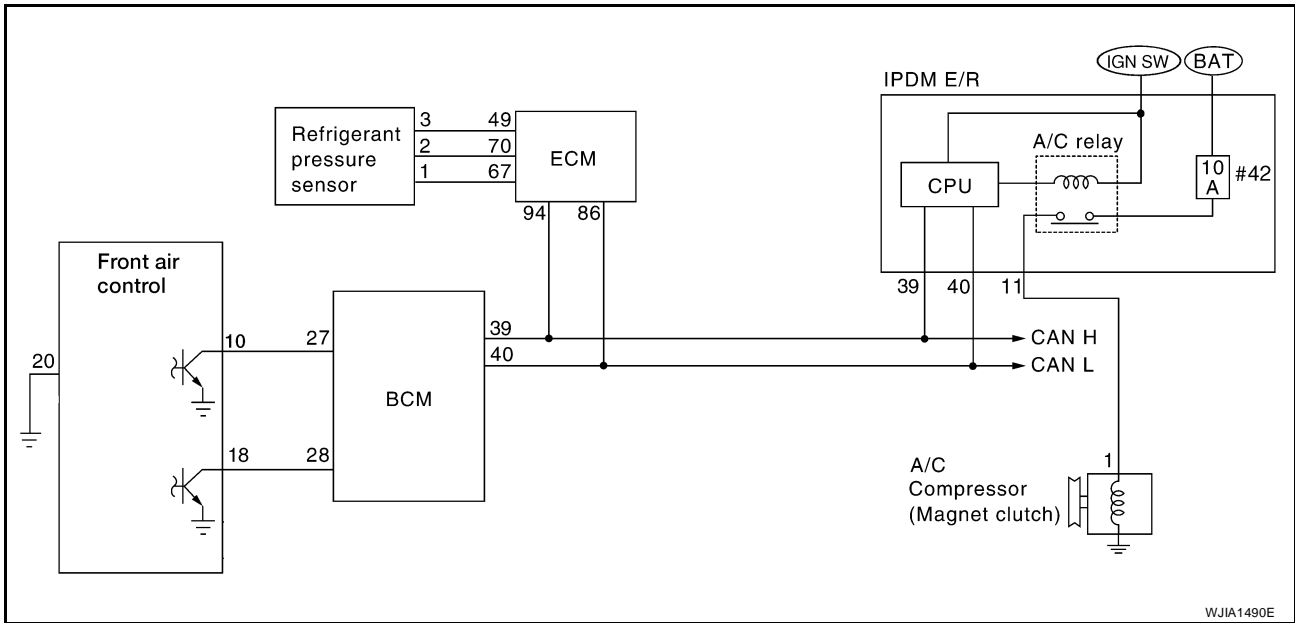 IGN SW
BAT
IPDM E/R
A/C relay
CPU
10
A
#42
39
40
11
Refrigerant
pressure
sensor
3
2
1
49
70
67
ECM
94
86
Front air
control
20
10
27
18
28
BCM
39
40
CAN H
CAN L
A/C
Compressor
(Magnet clutch)
1
WJIA1490E